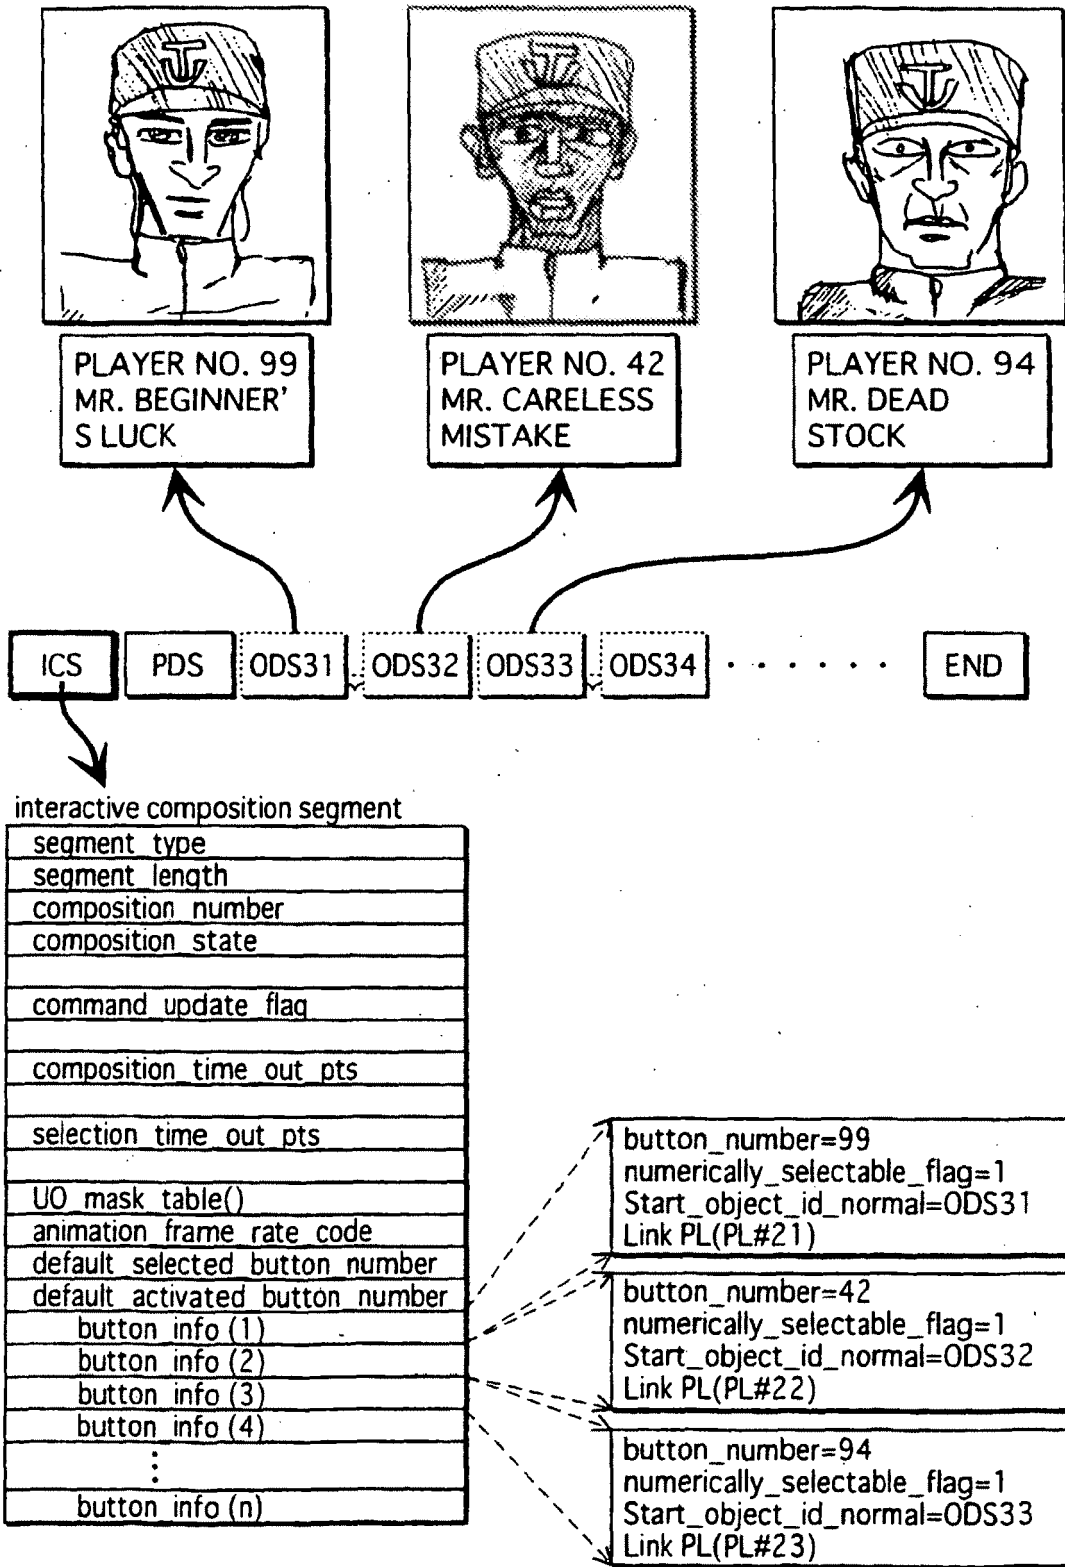 PLAYER NO. 99
MR. BEGINNER'
S LUCK
PLAYER NO. 42
MR. CARELESS
MISTAKE
PLAYER NO. 94
MR. DEAD
STOCK
ICS
PDS
ODS31
ODS32
ODS33
ODS34
· · · · · · ·
END
interactive composition segment
segment_type
segment_length
composition_number
composition_state
command_update_flag
composition_time_out_pts
selection_time_out_pts
UO_mask_table()
animation_frame_rate_code
default_selected_button_number
default_activated_button_number
button_info (1)
button_info (2)
button_info (3)
button_info (4)
⋮
button_info (n)
button_number=99
numerically_selectable_flag=1
Start_object_id_normal=ODS31
Link PL(PL#21)
button_number=42
numerically_selectable_flag=1
Start_object_id_normal=ODS32
Link PL(PL#22)
button_number=94
numerically_selectable_flag=1
Start_object_id_normal=ODS33
Link PL(PL#23)